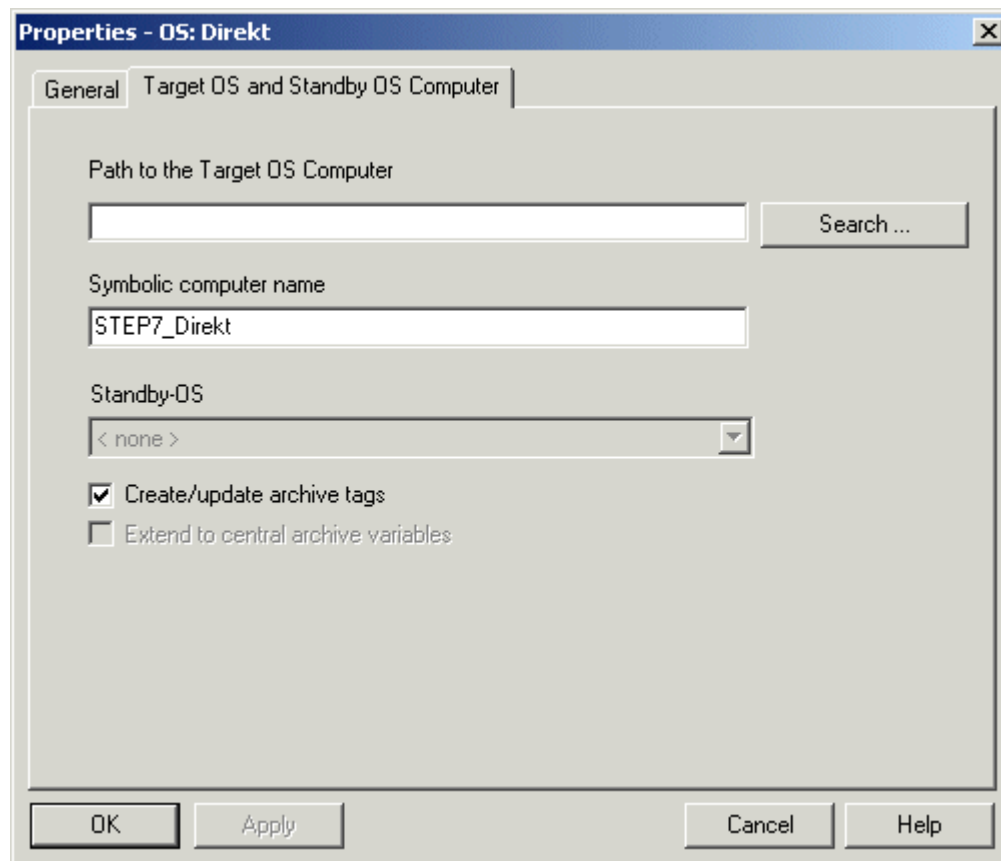 Properties - OS: Direkt
General
Target OS and Standby OS Computer
Path to the Target OS Computer
Search ...
Symbolic computer name
STEP7_Direkt
Standby-OS
< none >
Create/update archive tags
Extend to central archive variables
OK
Apply
Cancel
Help